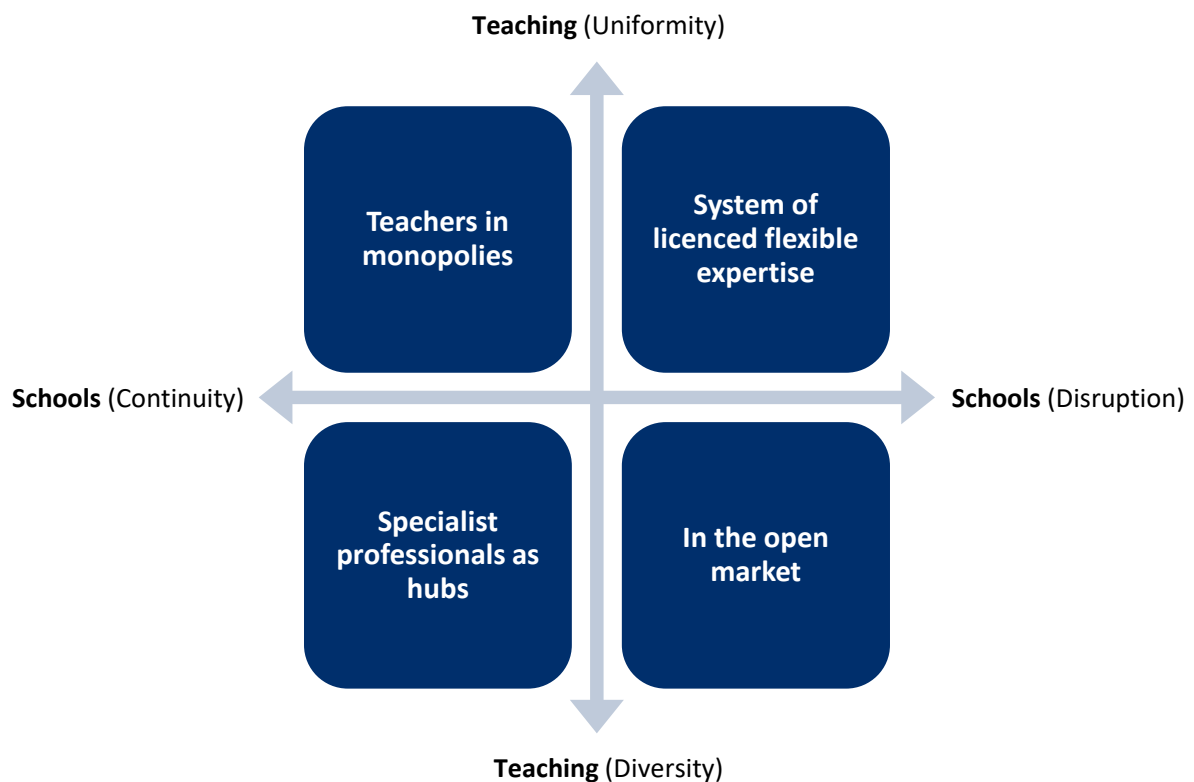 Teaching (Uniformity)
Teachers in
monopolies
System of
licenced flexible
expertise
Schools (Continuity)
Schools (Disruption)
Specialist
professionals as
hubs
In the open
market
Teaching (Diversity)